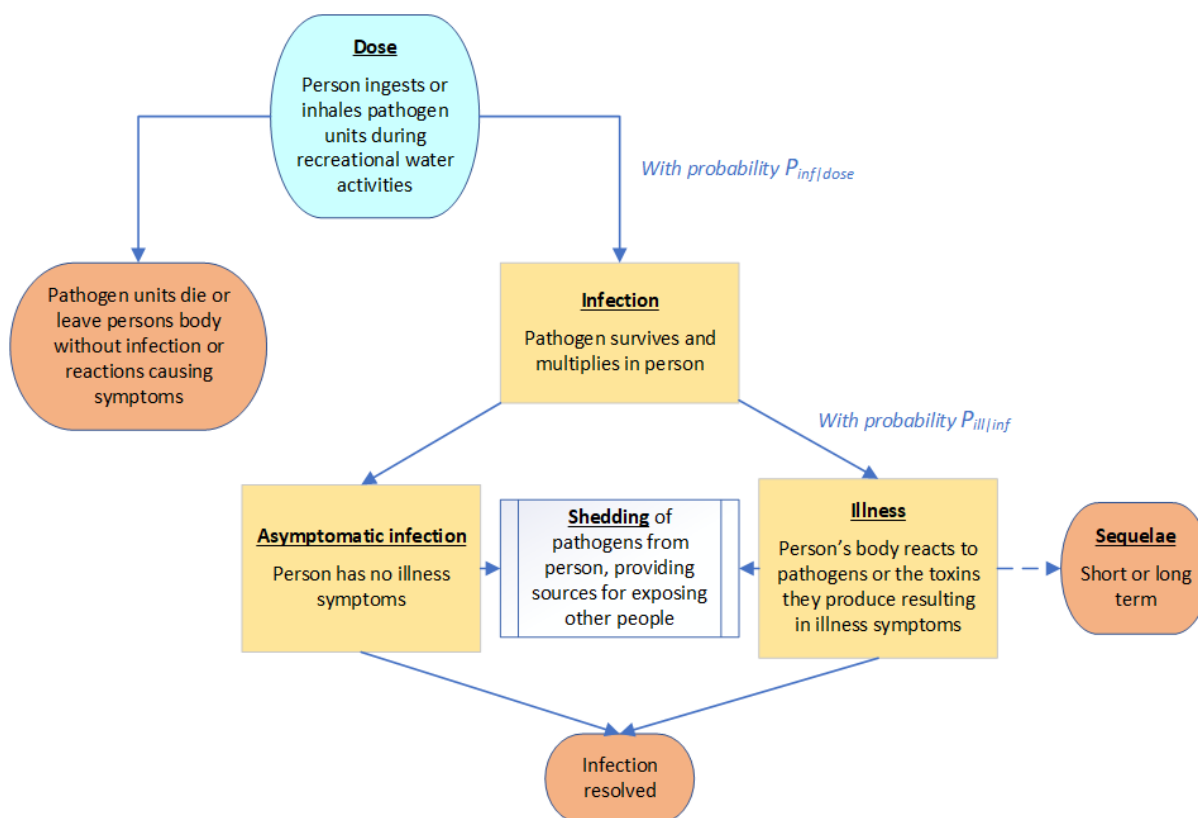 Dose
Person ingests or
inhales pathogen
units during
recreational water
activities
With probability P_inf|dose
Pathogen units die or
leave persons body
without infection or
reactions causing
symptoms
Infection
Pathogen survives and
multiplies in person
With probability P_ill|inf
Asymptomatic infection
Person has no illness
symptoms
Shedding of
pathogens from
person, providing
sources for exposing
other people
Illness
Person’s body reacts to
pathogens or the toxins
they produce resulting
in illness symptoms
Sequelae
Short or long
term
Infection
resolved